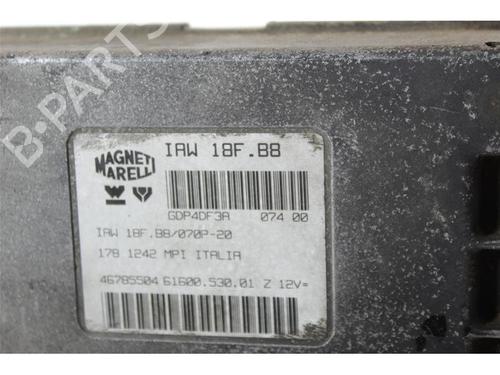 B-PARTS
MAGNETI MARELLI
IAW 18F.B8
GDP4DF3A 074 00
IAW 18F.B8/070P-20
178 1242 MPI ITALIA
46785504 61600.530.01 Z 12V=